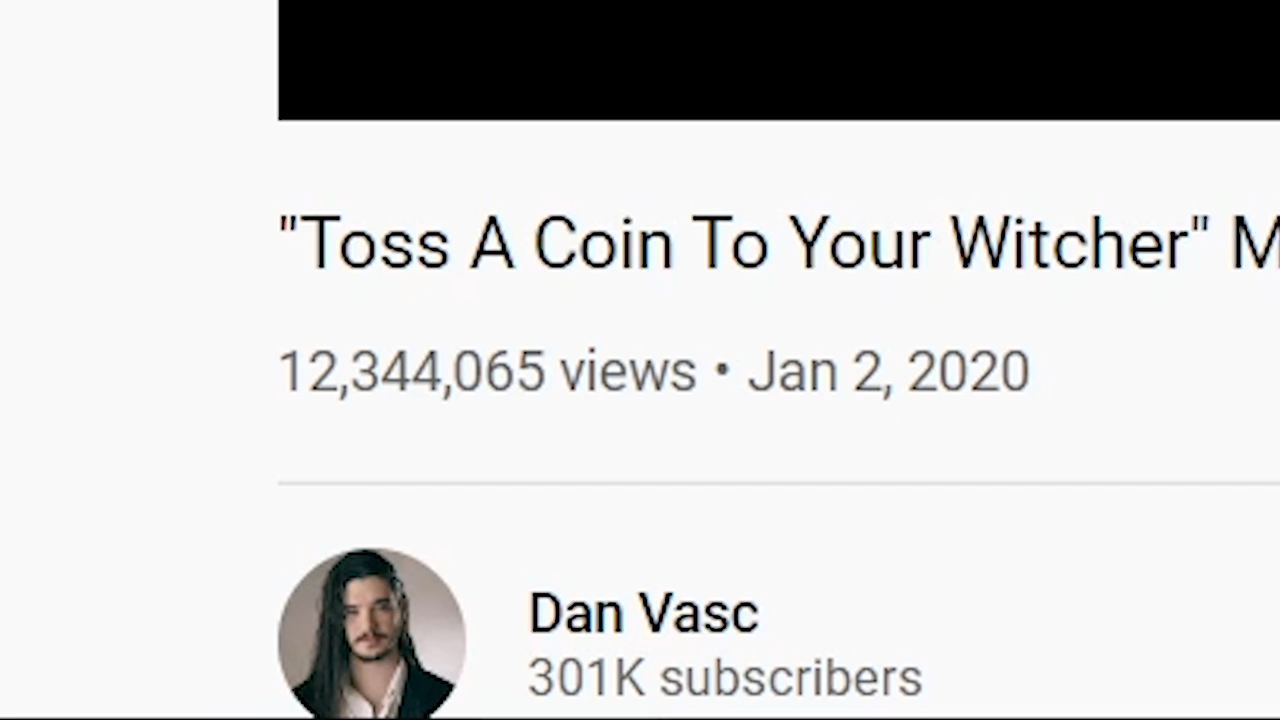 "Toss A Coin To Your Witcher" M
12,344,065 views • Jan 2, 2020
Dan Vasc
301K subscribers